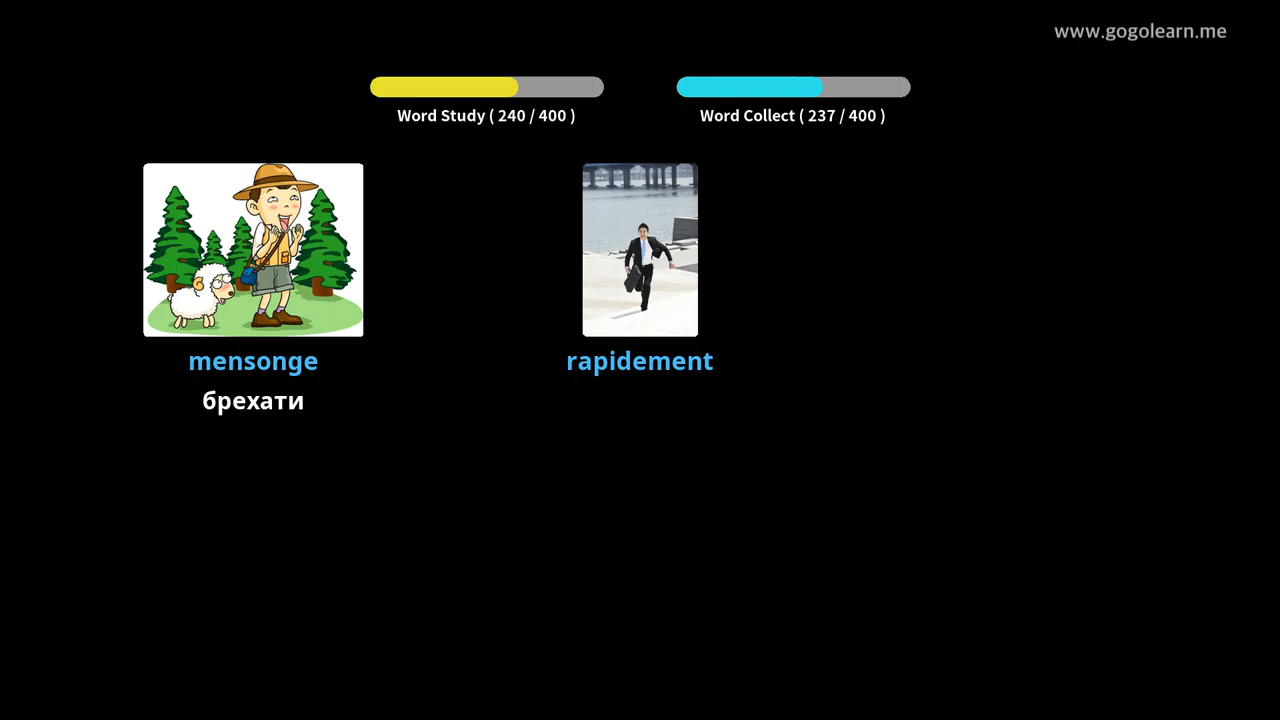 www.gogolearn.me
Word Study ( 240 / 400 )
Word Collect ( 237 / 400 )
mensonge
rapidement
брехати